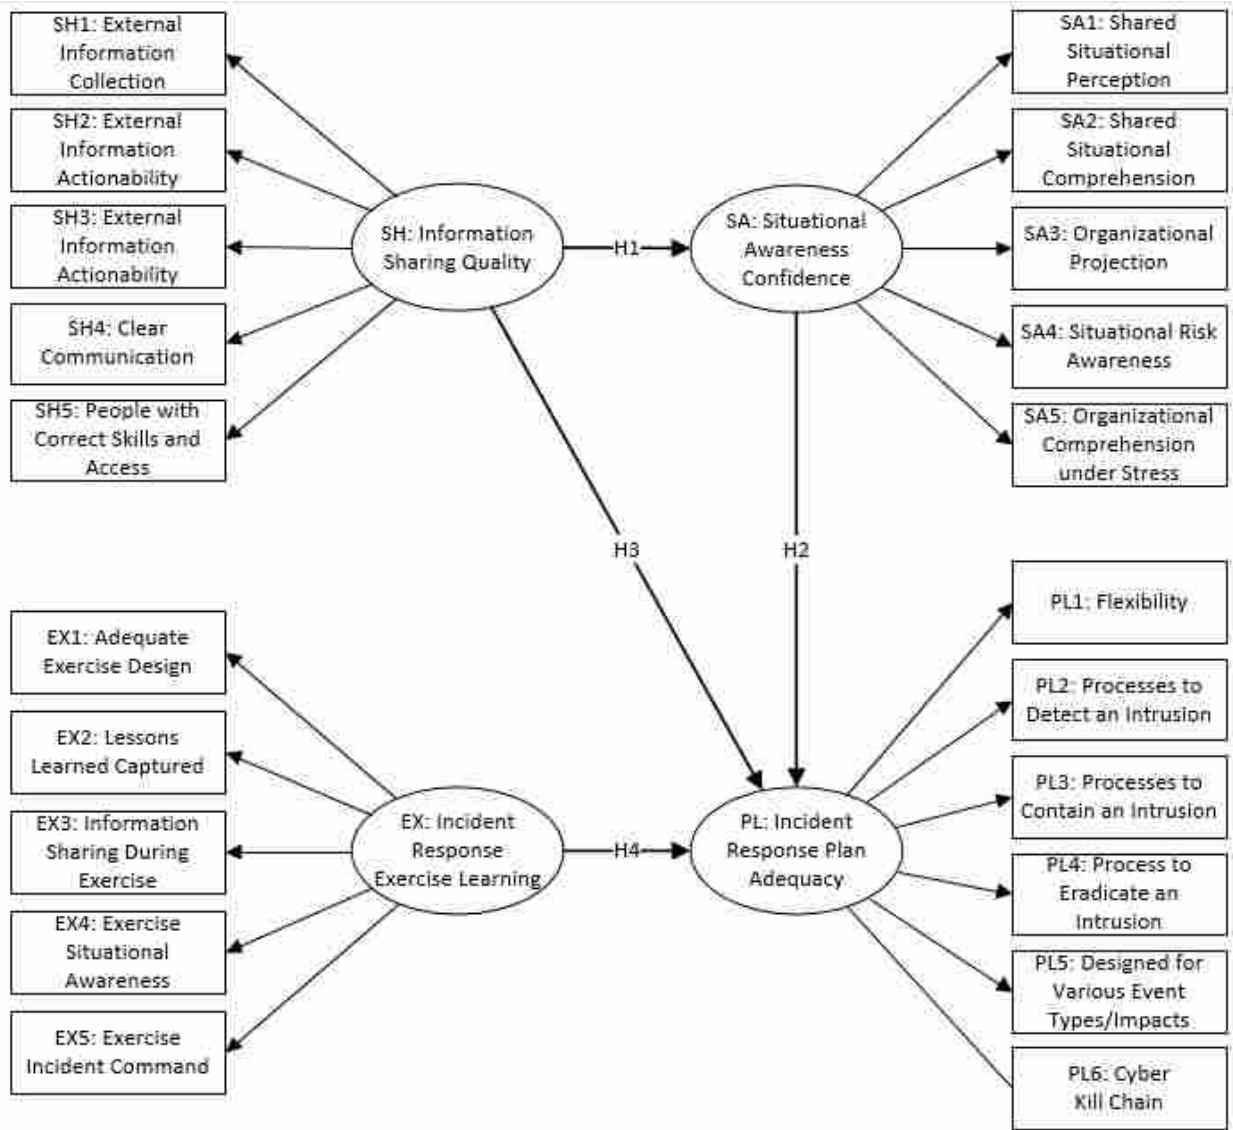 SH1: External
Information
Collection
SH2: External
Information
Actionability
SH3: External
Information
Actionability
SH4: Clear
Communication
SH5: People with
Correct Skills and
Access
SH: Information
Sharing Quality
H1
SA: Situational
Awareness
Confidence
SA1: Shared
Situational
Perception
SA2: Shared
Situational
Comprehension
SA3: Organizational
Projection
SA4: Situational Risk
Awareness
SA5: Organizational
Comprehension
under Stress
H3
H2
EX1: Adequate
Exercise Design
EX2: Lessons
Learned Captured
EX3: Information
Sharing During
Exercise
EX4: Exercise
Situational
Awareness
EX5: Exercise
Incident Command
EX: Incident
Response
Exercise Learning
H4
PL: Incident
Response Plan
Adequacy
PL1: Flexibility
PL2: Processes to
Detect an Intrusion
PL3: Processes to
Contain an Intrusion
PL4: Process to
Eradicate an
Intrusion
PL5: Designed for
Various Event
Types/Impacts
PL6: Cyber
Kill Chain